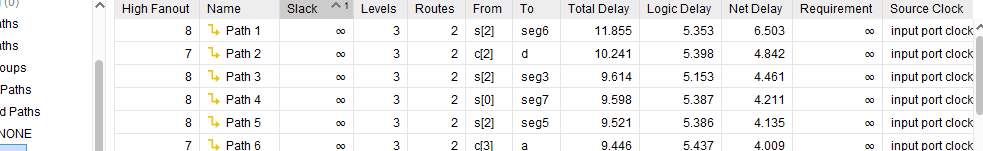 (0)
High Fanout Name Slack ^1 Levels Routes From To Total Delay Logic Delay Net Delay Requirement Source Clock
8 Path 1 ∞ 3 2 s[2] seg6 11.855 5.353 6.503 ∞ input port clock
aths
7 Path 2 ∞ 3 2 c[2] d 10.241 5.398 4.842 ∞ input port clock
oups
8 Path 3 ∞ 3 2 s[2] seg3 9.614 5.153 4.461 ∞ input port clock
Paths
8 Path 4 ∞ 3 2 s[0] seg7 9.598 5.387 4.211 ∞ input port clock
d Paths
8 Path 5 ∞ 3 2 s[2] seg5 9.521 5.386 4.135 ∞ input port clock
NONE
7 Path 6 ∞ 3 2 c[3] a 9.446 5.437 4.009 ∞ input port clock